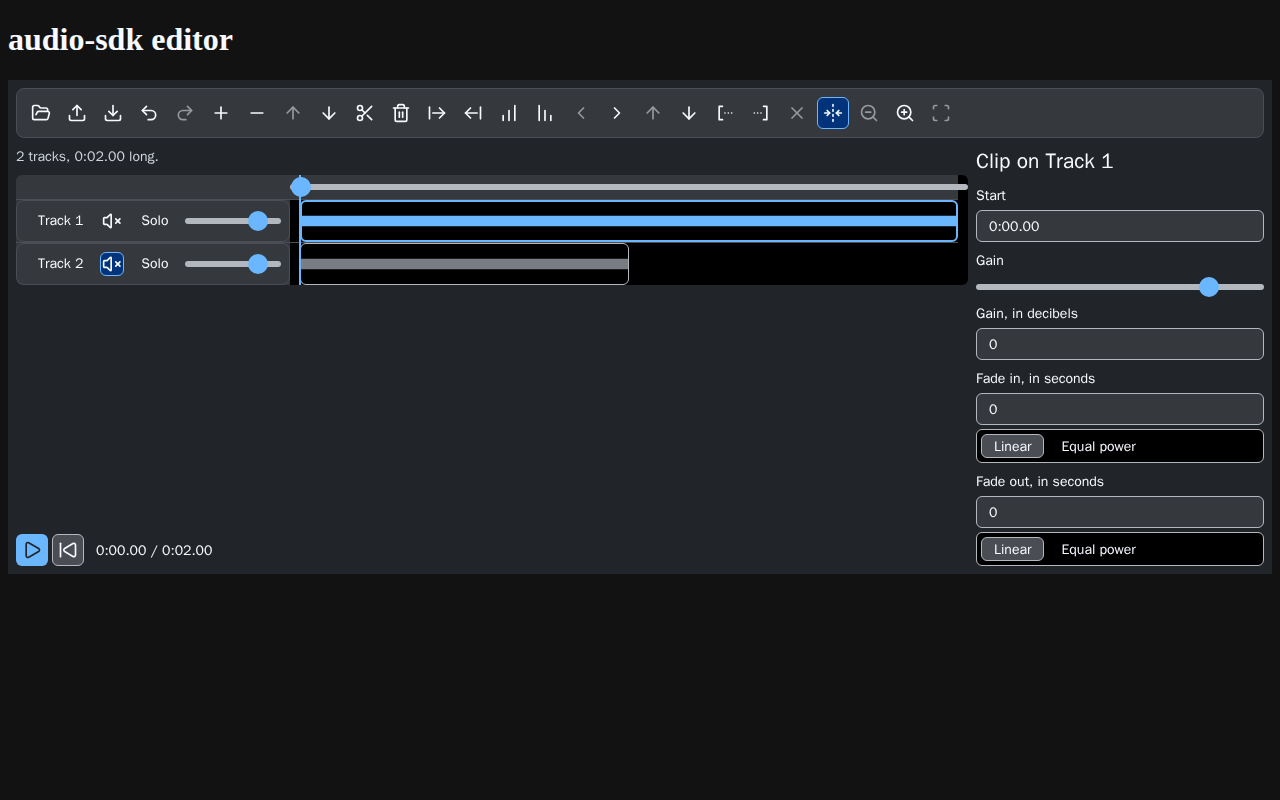 audio-sdk editor
2 tracks, 0:02.00 long.
Track 1 Solo
Track 2 Solo
0:00.00 / 0:02.00
Clip on Track 1
Start
0:00.00
Gain
Gain, in decibels
0
Fade in, in seconds
0
Linear Equal power
Fade out, in seconds
0
Linear Equal power